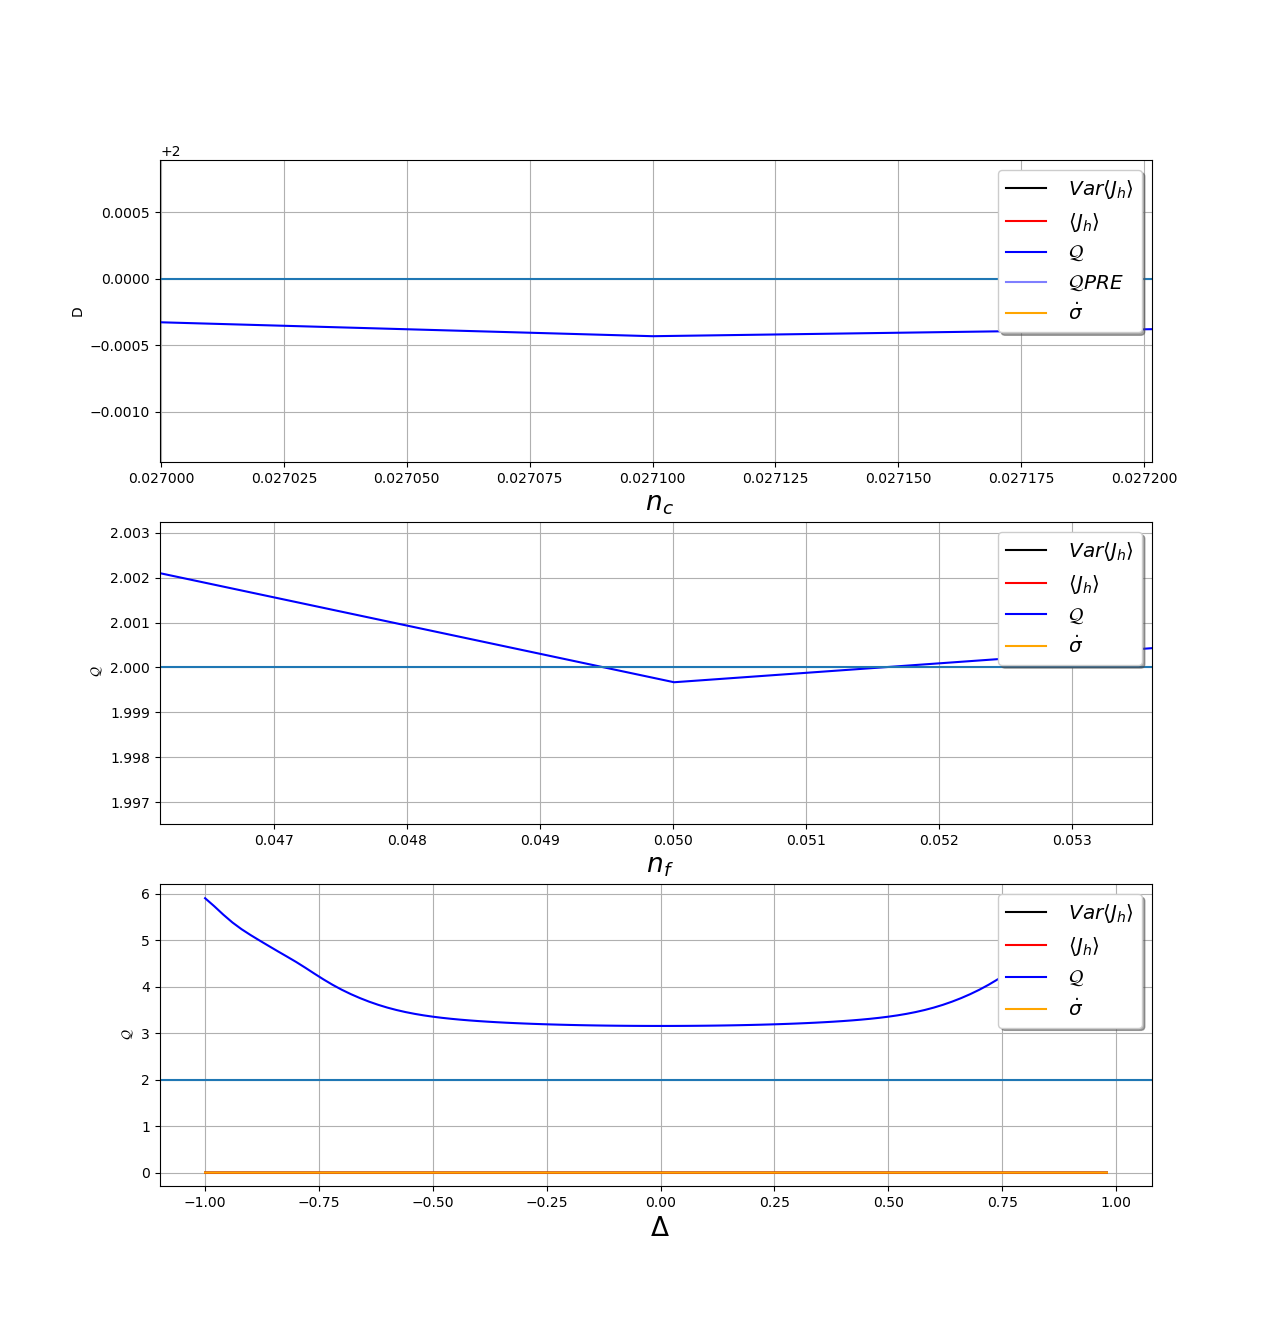 +2
0.0005
0.0000
−0.0005
−0.0010
D
Var⟨J_h⟩
⟨J_h⟩
𝒬
𝒬PRE
σ̇
0.027000 0.027025 0.027050 0.027075 0.027100 0.027125 0.027150 0.027175 0.027200
n_c
2.003
2.002
2.001
2.000
1.999
1.998
1.997
𝒬
Var⟨J_h⟩
⟨J_h⟩
𝒬
σ̇
0.047 0.048 0.049 0.050 0.051 0.052 0.053
n_f
6
5
4
3
2
1
0
𝒬
Var⟨J_h⟩
⟨J_h⟩
𝒬
σ̇
−1.00 −0.75 −0.50 −0.25 0.00 0.25 0.50 0.75 1.00
Δ